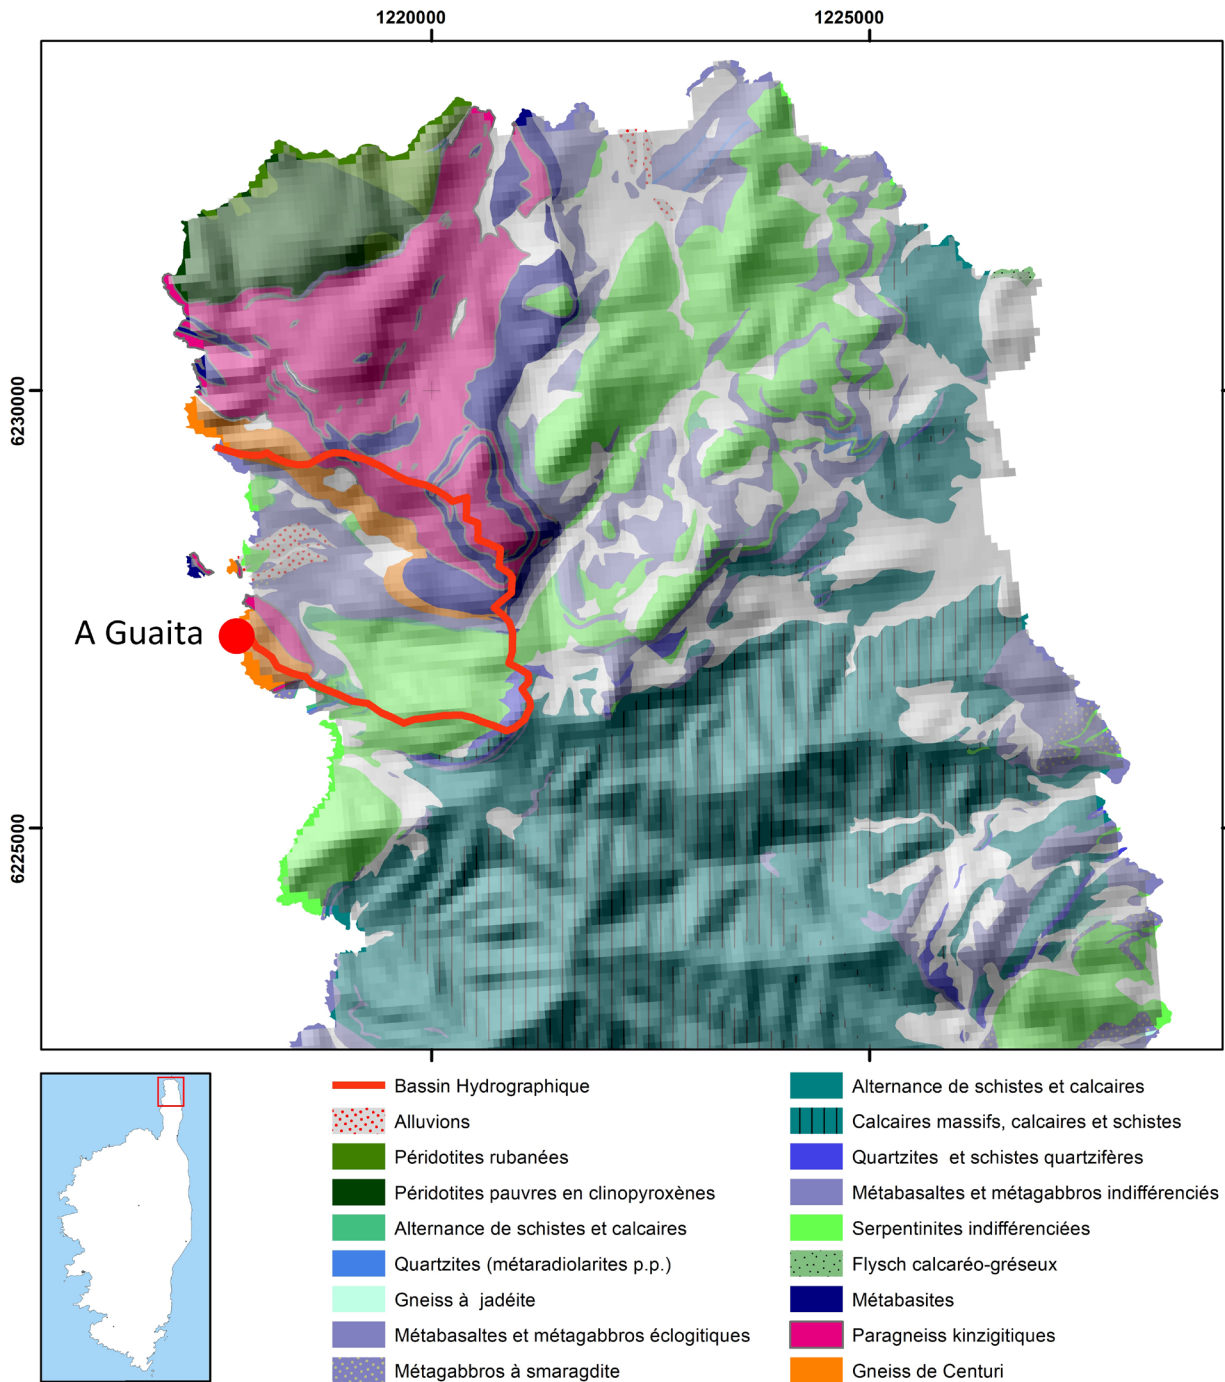 1220000
1225000
6230000
6225000
A Guaita
Bassin Hydrographique
Alluvions
Péridotites rubanées
Péridotites pauvres en clinopyroxènes
Alternance de schistes et calcaires
Quartzites (métaradiolarites p.p.)
Gneiss à jadéite
Métabasaltes et métagabbros éclogitiques
Métagabbros à smaragdite
Alternance de schistes et calcaires
Calcaires massifs, calcaires et schistes
Quartzites et schistes quartzifères
Métabasaltes et métagabbros indifférenciés
Serpentinites indifférenciées
Flysch calcaréo-gréseux
Métabasites
Paragneiss kinzigitiques
Gneiss de Centuri